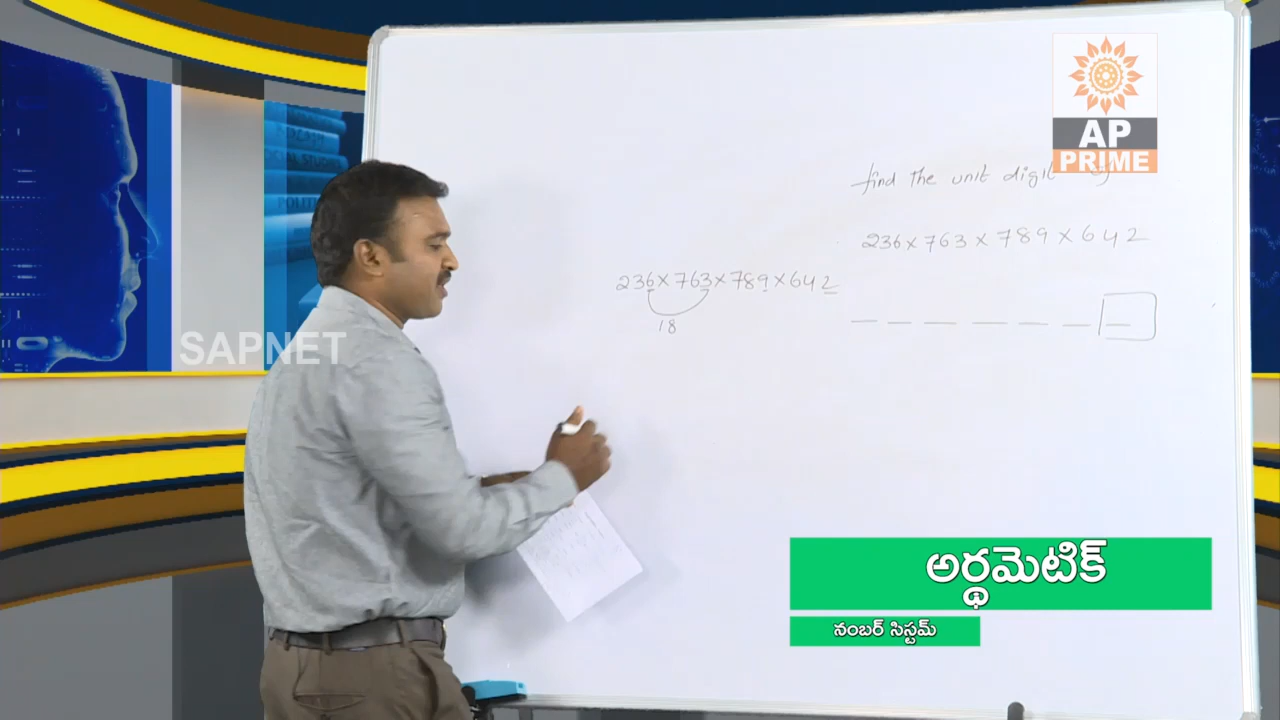 AP
PRIME
find the unit digit of
236 × 763 × 789 × 642
236 × 763 × 789 × 642
18
SAPNET
అర్థమెటిక్
నంబర్ సిస్టమ్